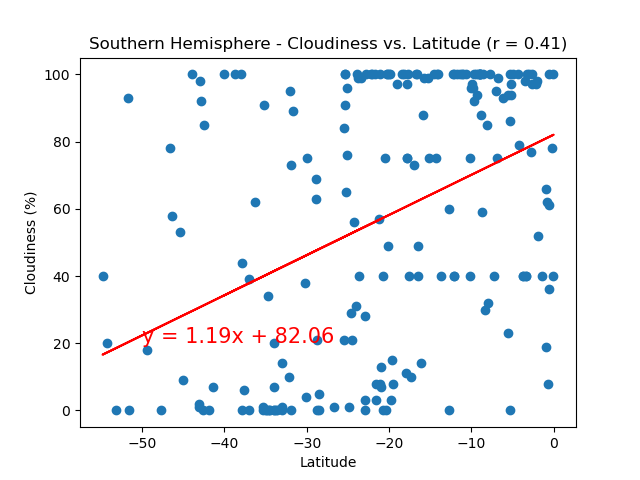 Southern Hemisphere - Cloudiness vs. Latitude (r = 0.41)
100
80
60
40
20
0
Cloudiness (%)
y = 1.19x + 82.06
−50 −40 −30 −20 −10 0
Latitude